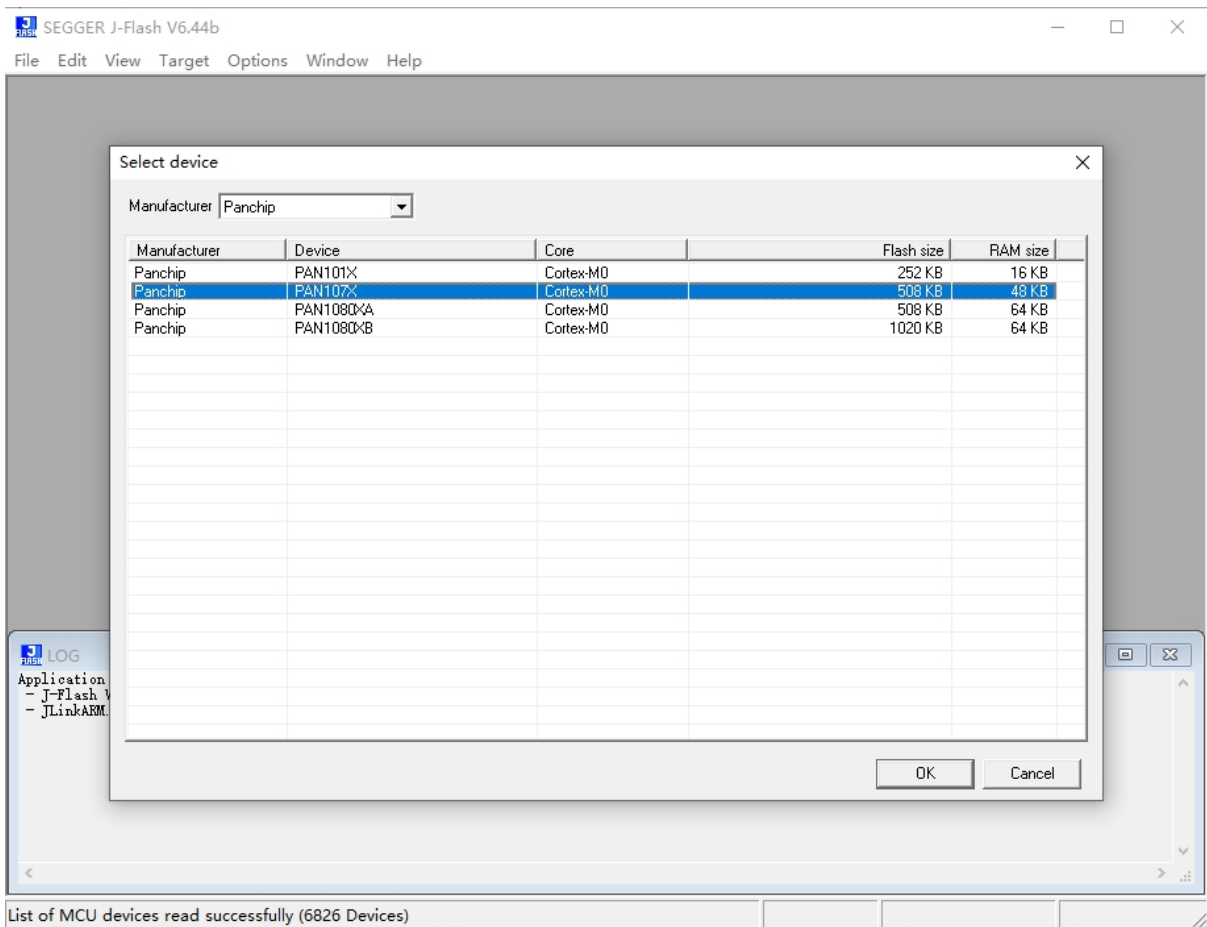 SEGGER J-Flash V6.44b
File Edit View Target Options Window Help
Select device
Manufacturer Panchip
Manufacturer Device Core Flash size RAM size
Panchip PAN101X Cortex-M0 252 KB 16 KB
Panchip PAN107X Cortex-M0 508 KB 48 KB
Panchip PAN1080XA Cortex-M0 508 KB 64 KB
Panchip PAN1080XB Cortex-M0 1020 KB 64 KB
LOG
Application
- J-Flash
- JLinkARM.
OK Cancel
List of MCU devices read successfully (6826 Devices)